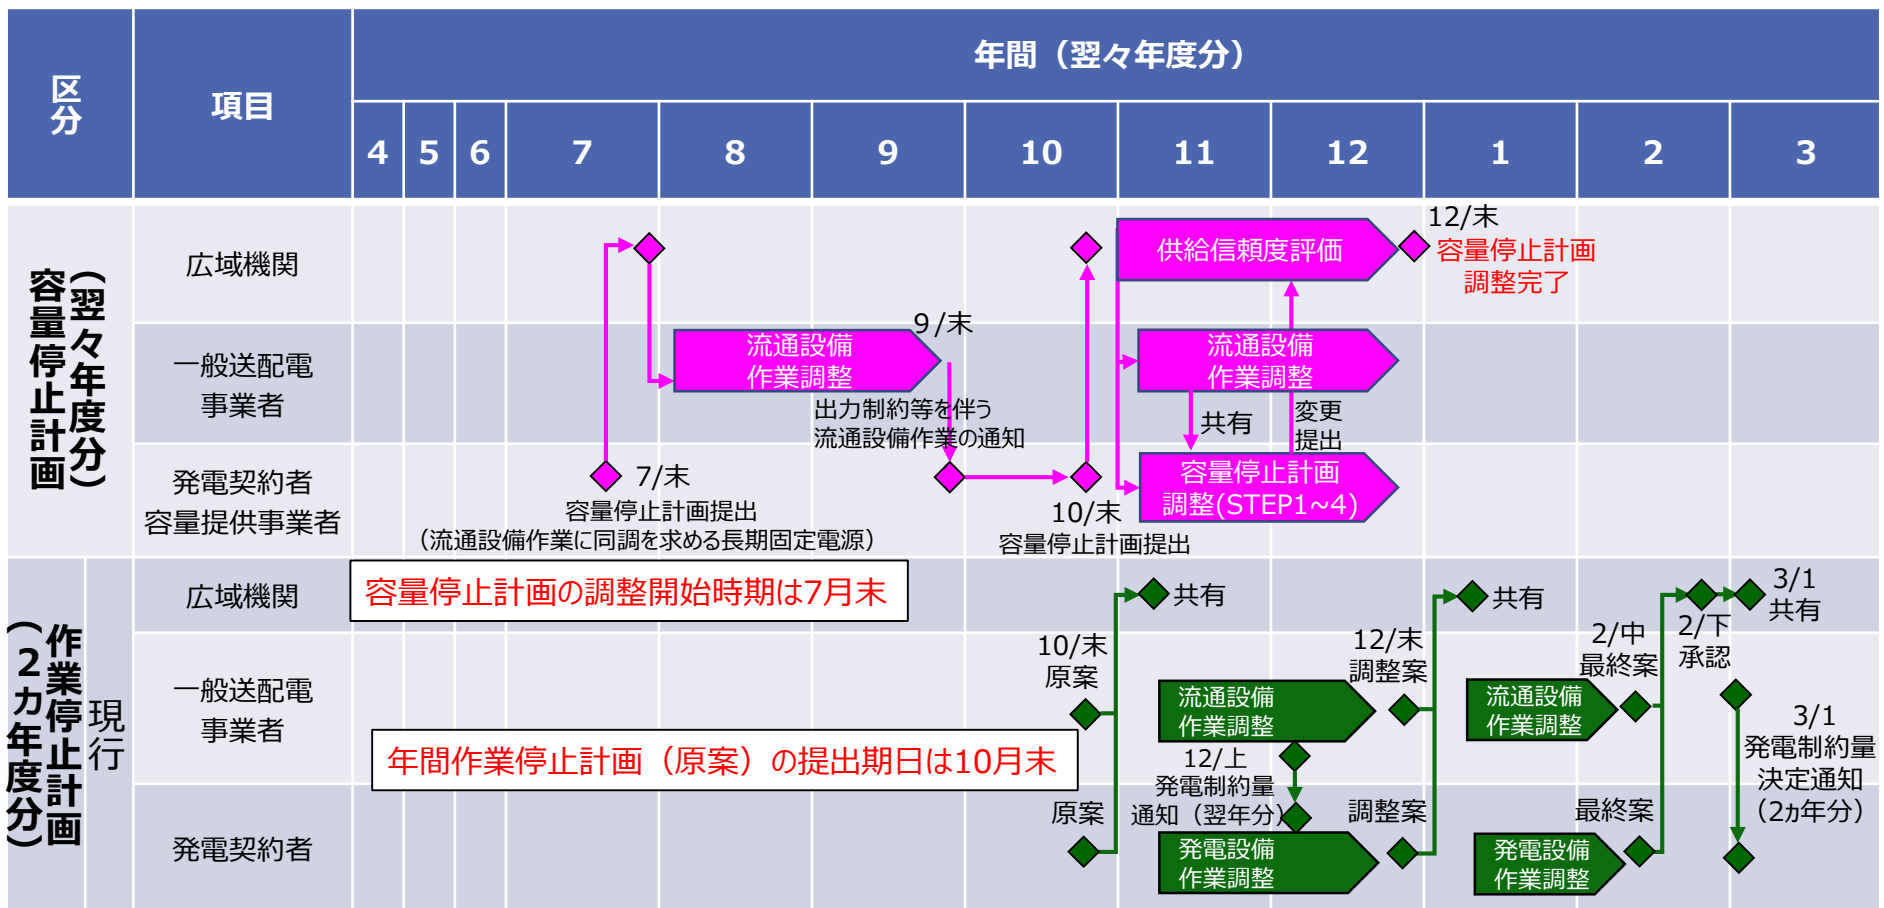 区分
項目
年間（翌々年度分）
4 5 6 7 8 9 10 11 12 1 2 3
容量停止計画
（翌々年度分）
広域機関
供給信頼度評価
12/末
容量停止計画
調整完了
一般送配電
事業者
流通設備
作業調整
9/末
出力制約等を伴う
流通設備作業の通知
流通設備
作業調整
共有
変更
提出
発電契約者
容量提供事業者
7/末
容量停止計画提出
（流通設備作業に同調を求める長期固定電源）
10/末
容量停止計画提出
容量停止計画
調整(STEP1~4)
作業停止計画
（2カ年度分）
現行
広域機関
容量停止計画の調整開始時期は7月末
共有
共有
2/下
承認
3/1
共有
一般送配電
事業者
10/末
原案
流通設備
作業調整
12/末
調整案
流通設備
作業調整
2/中
最終案
年間作業停止計画（原案）の提出期日は10月末
12/上
発電制約量
通知（翌年分）
3/1
発電制約量
決定通知
（2カ年分）
発電契約者
原案
発電設備
作業調整
調整案
発電設備
作業調整
最終案